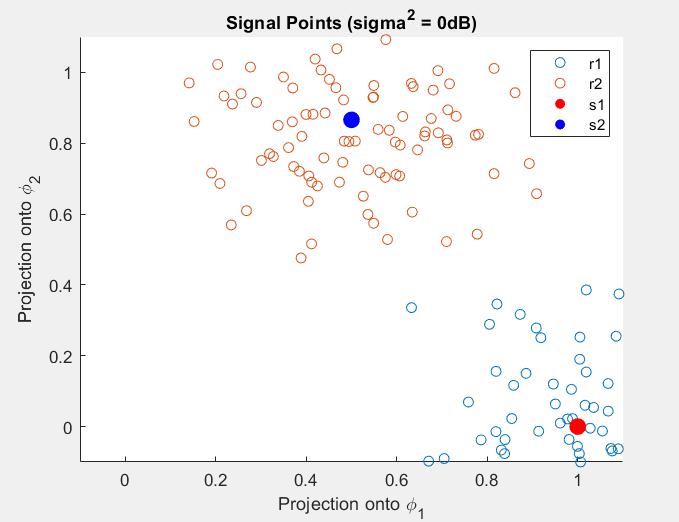 Signal Points (sigma² = 0dB)
r1
r2
s1
s2
1
0.8
0.6
0.4
0.2
0
Projection onto ϕ₂
0
0.2
0.4
0.6
0.8
1
Projection onto ϕ₁